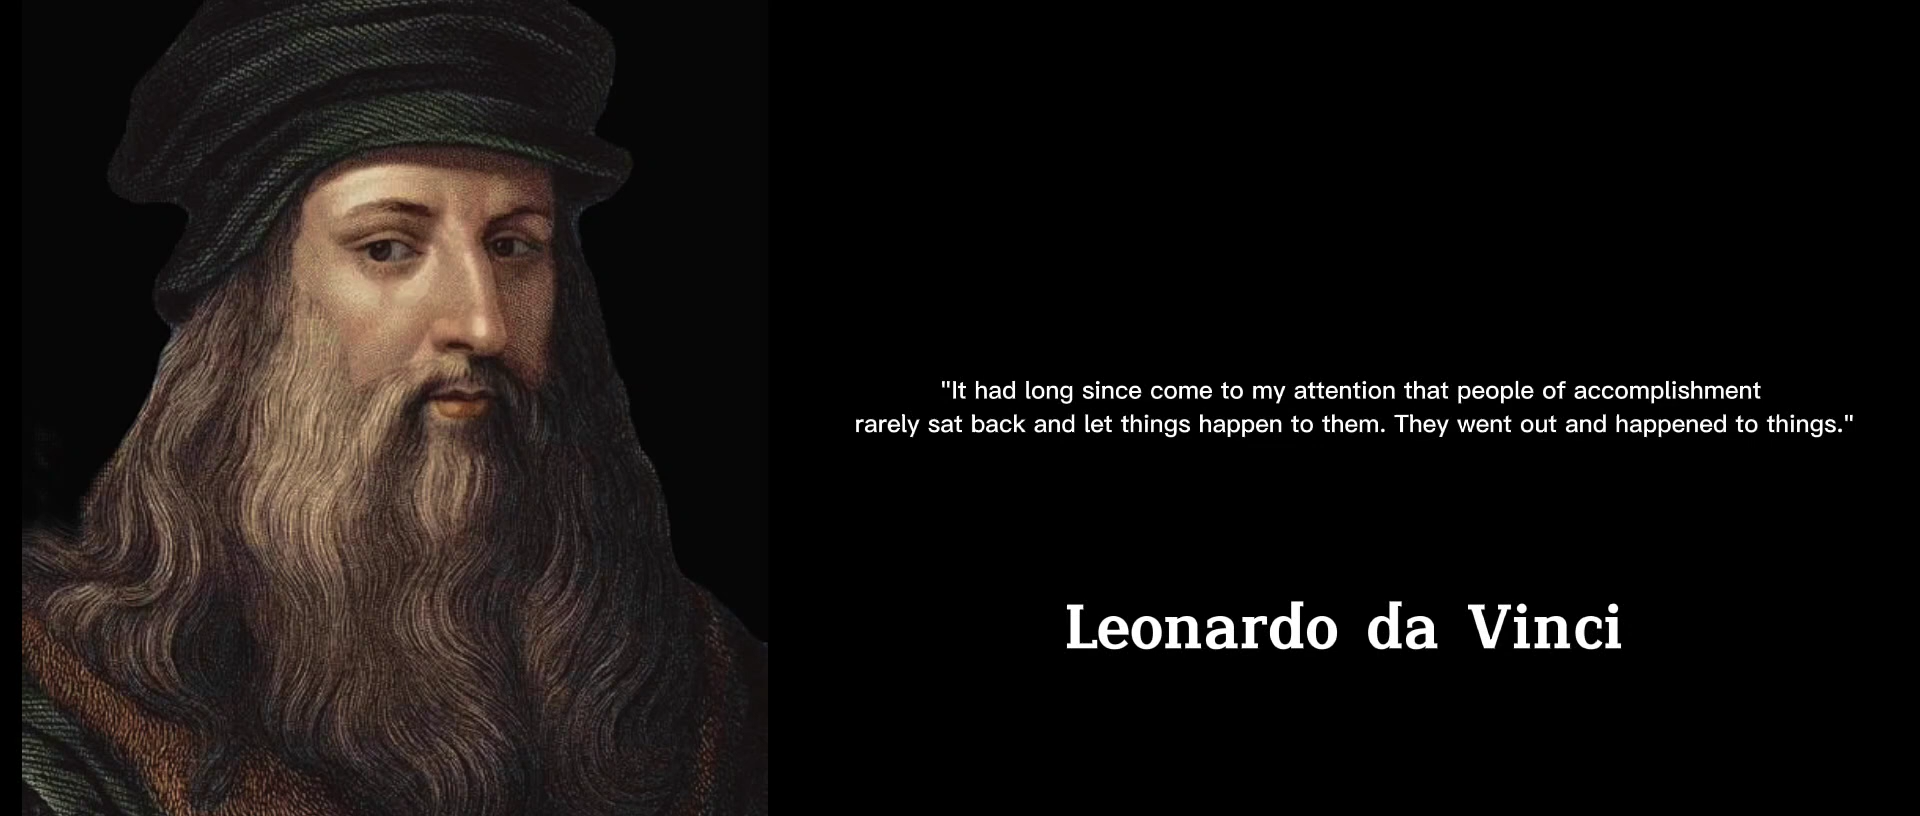 "It had long since come to my attention that people of accomplishment
rarely sat back and let things happen to them. They went out and happened to things."
Leonardo da Vinci